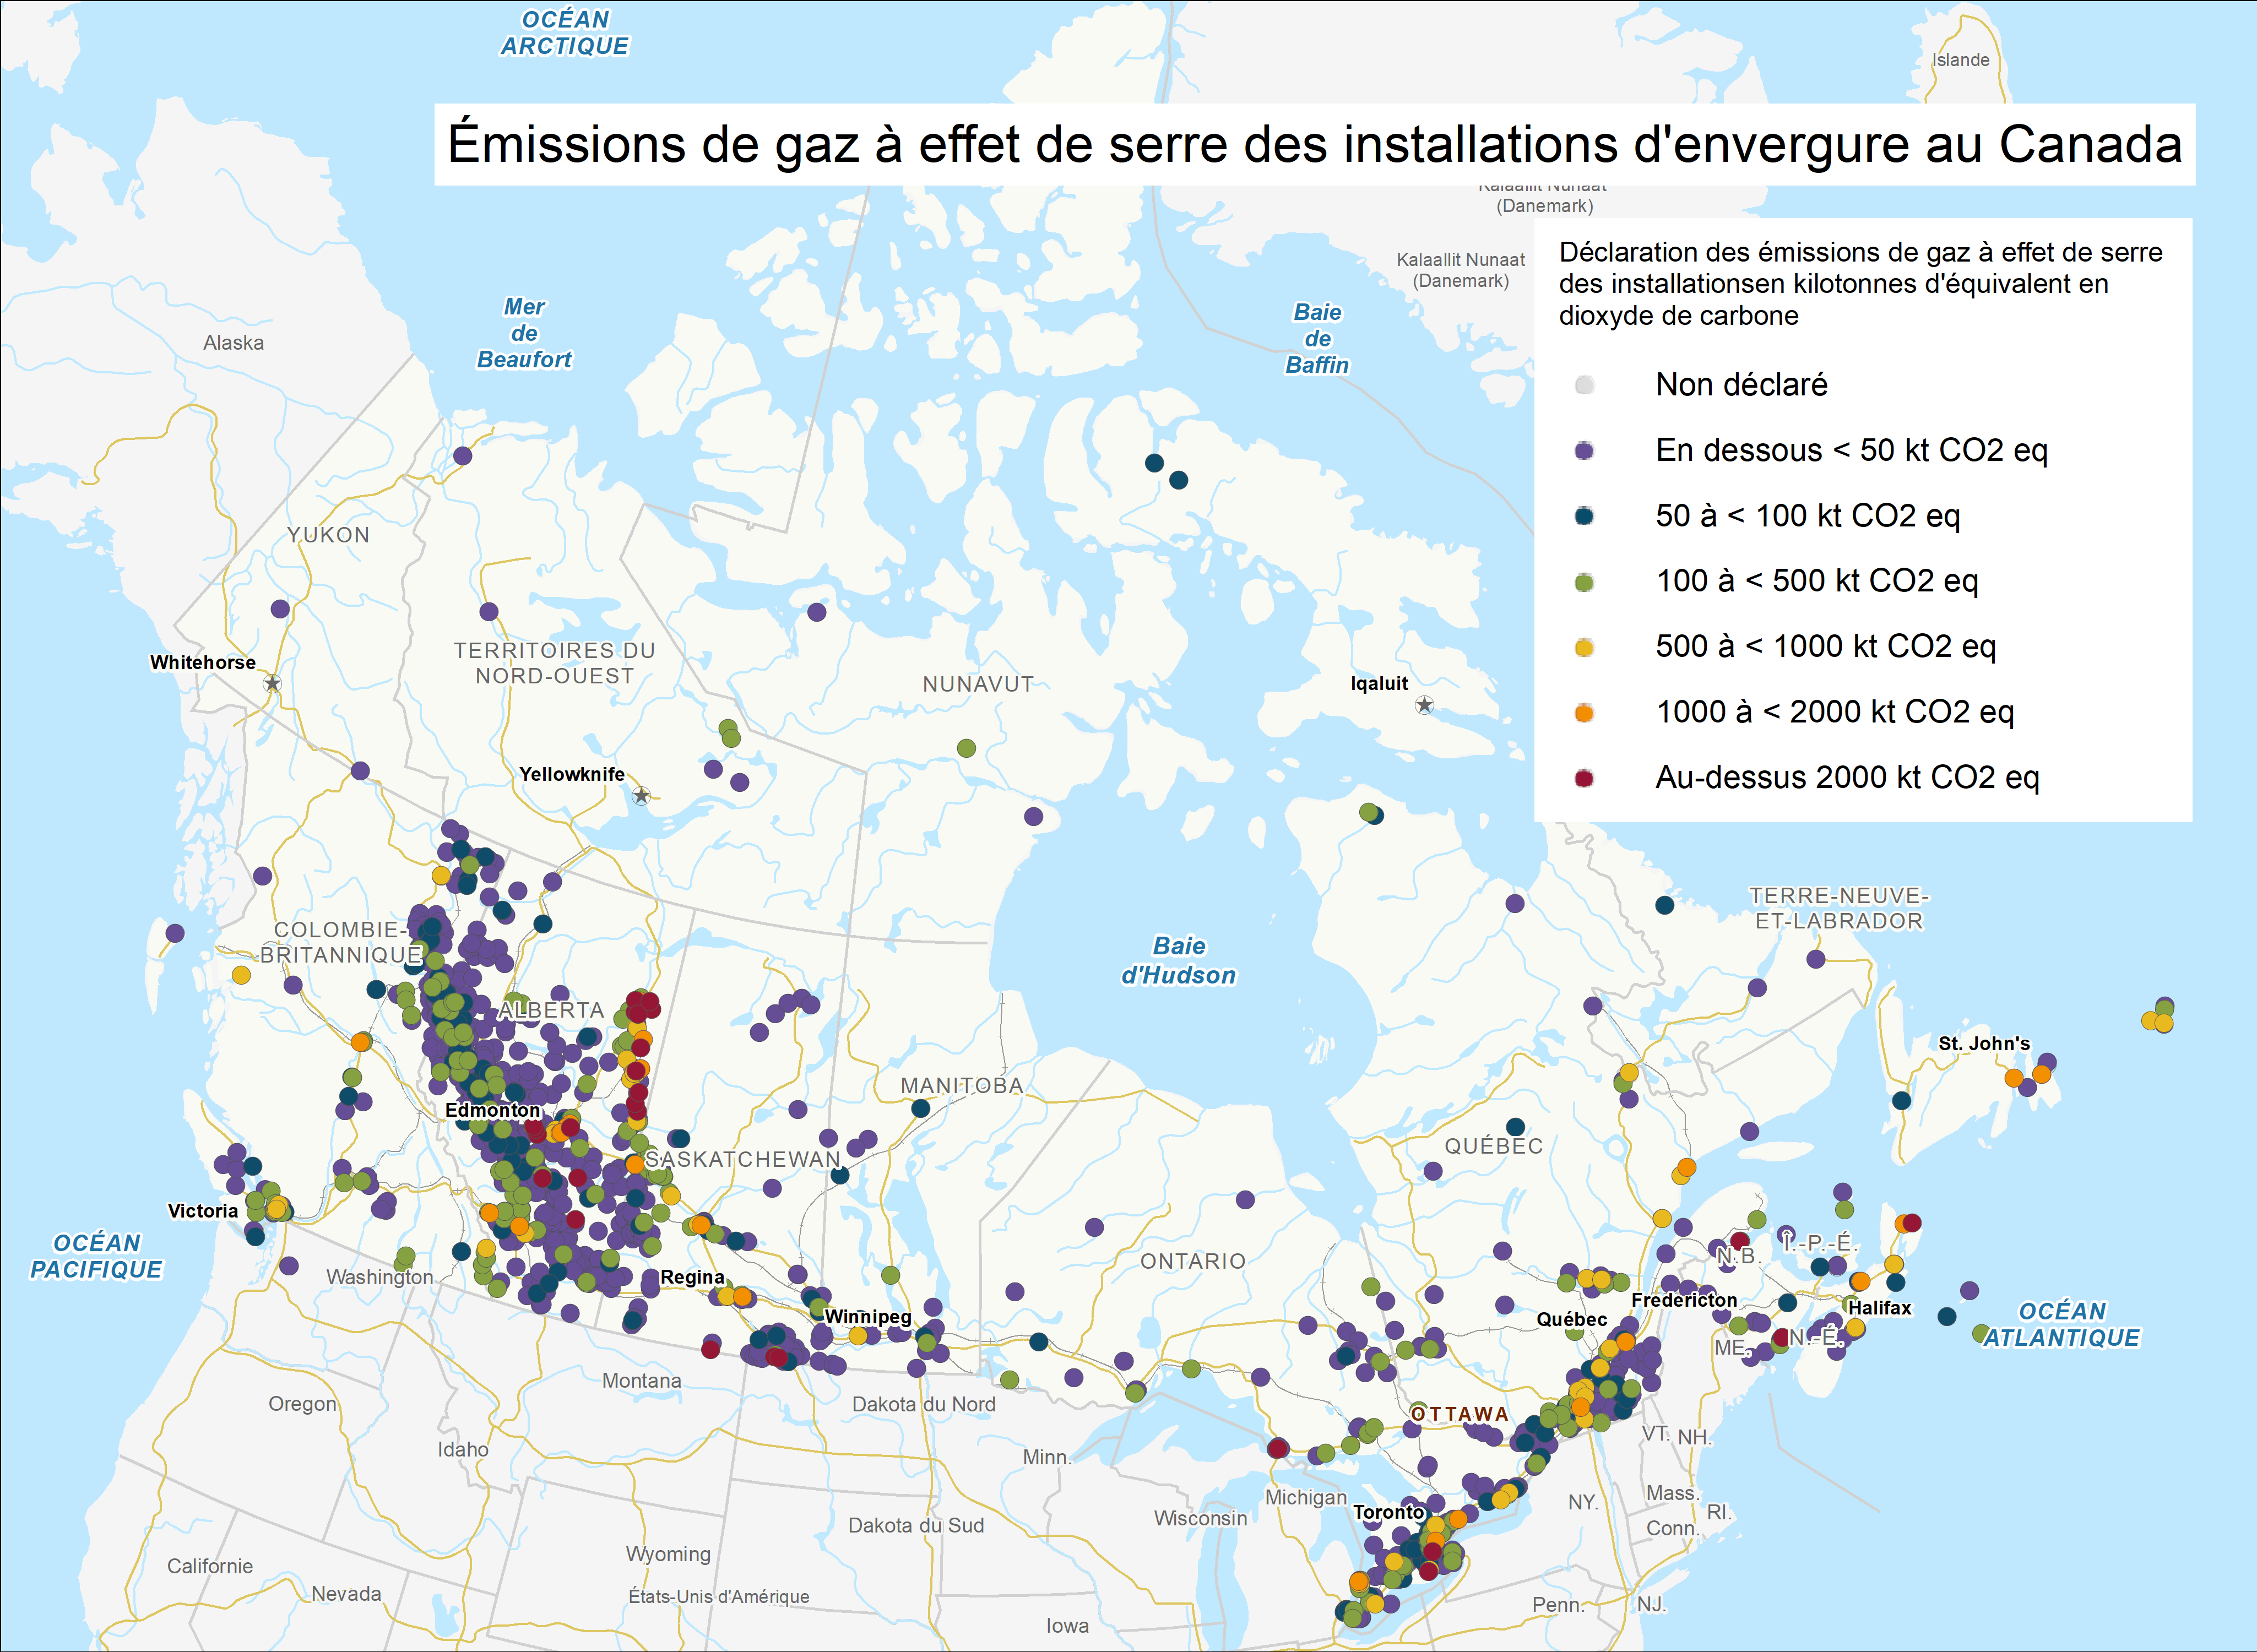 OCÉAN
ARCTIQUE
Islande
Émissions de gaz à effet de serre des installations d'envergure au Canada
Kalaallit Nunaat
(Danemark)
Kalaallit Nunaat
(Danemark)
Déclaration des émissions de gaz à effet de serre
des installationsen kilotonnes d'équivalent en
dioxyde de carbone
Non déclaré
En dessous < 50 kt CO2 eq
50 à < 100 kt CO2 eq
100 à < 500 kt CO2 eq
500 à < 1000 kt CO2 eq
1000 à < 2000 kt CO2 eq
Au-dessus 2000 kt CO2 eq
Mer
de
Beaufort
Baie
de
Baffin
Alaska
YUKON
Whitehorse
TERRITOIRES DU
NORD-OUEST
NUNAVUT
Iqaluit
Yellowknife
COLOMBIE-
BRITANNIQUE
TERRE-NEUVE-
ET-LABRADOR
Baie
d'Hudson
ALBERTA
St. John's
MANITOBA
Edmonton
QUÉBEC
SASKATCHEWAN
Victoria
OCÉAN
PACIFIQUE
Washington
ONTARIO
Regina
Winnipeg
Î.-P.-É.
N.B.
Fredericton
Halifax
Québec
OCÉAN
ATLANTIQUE
ME.
N.-É.
Montana
Dakota du Nord
Oregon
Idaho
OTTAWA
VT.
NH.
Minn.
Michigan
Wisconsin
Toronto
NY.
Mass.
RI.
Conn.
Dakota du Sud
Wyoming
Californie
Nevada
États-Unis d'Amérique
Iowa
Penn.
NJ.